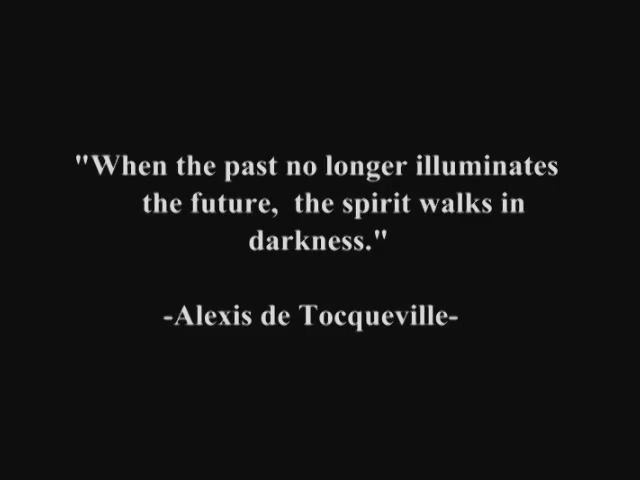 "When the past no longer illuminates
the future, the spirit walks in
darkness."
-Alexis de Tocqueville-